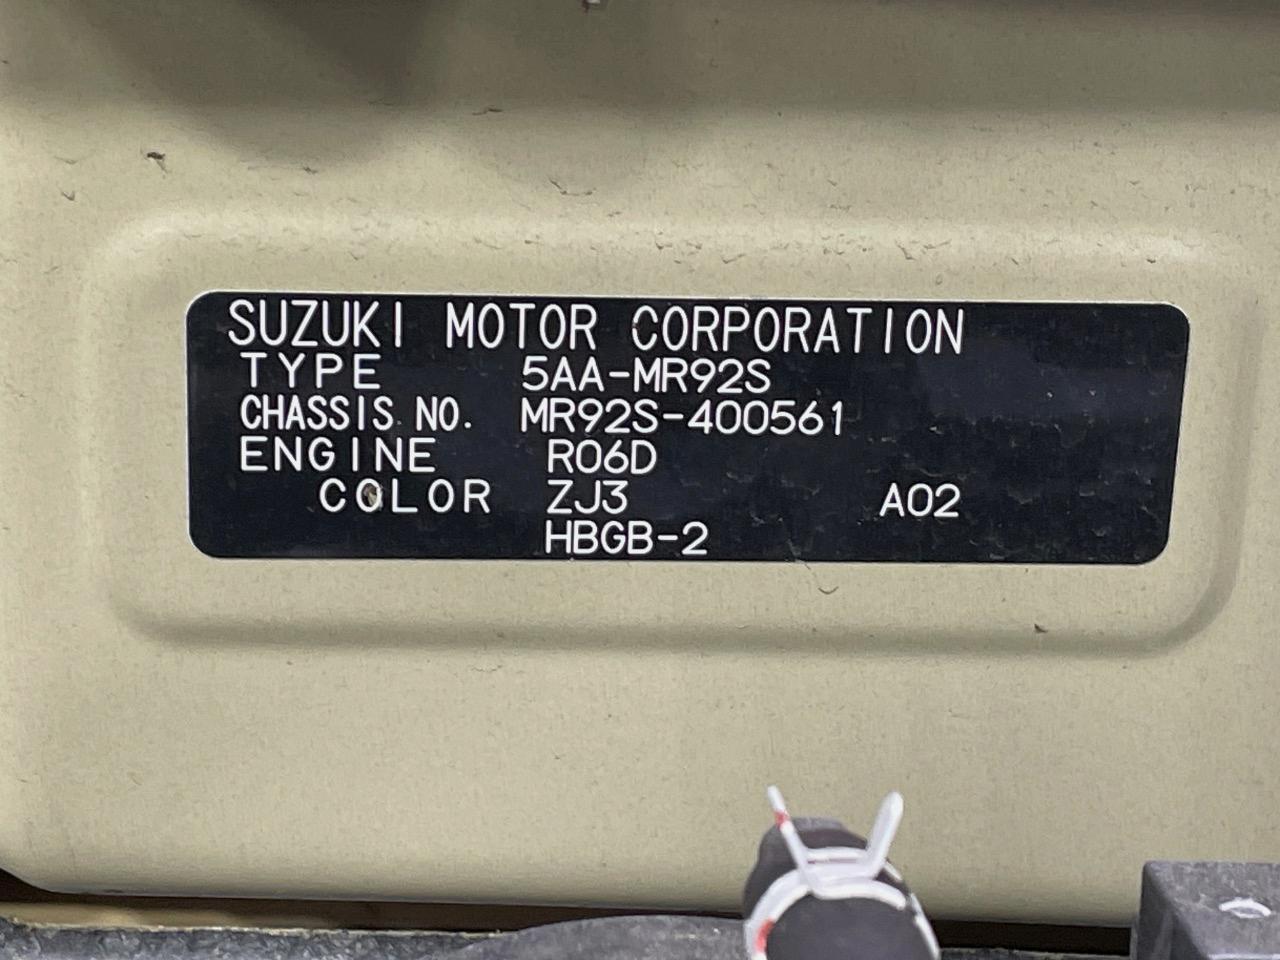 SUZUKI MOTOR CORPORATION
TYPE 5AA-MR92S
CHASSIS NO. MR92S-400561
ENGINE R06D
COLOR ZJ3 A02
HBGB-2